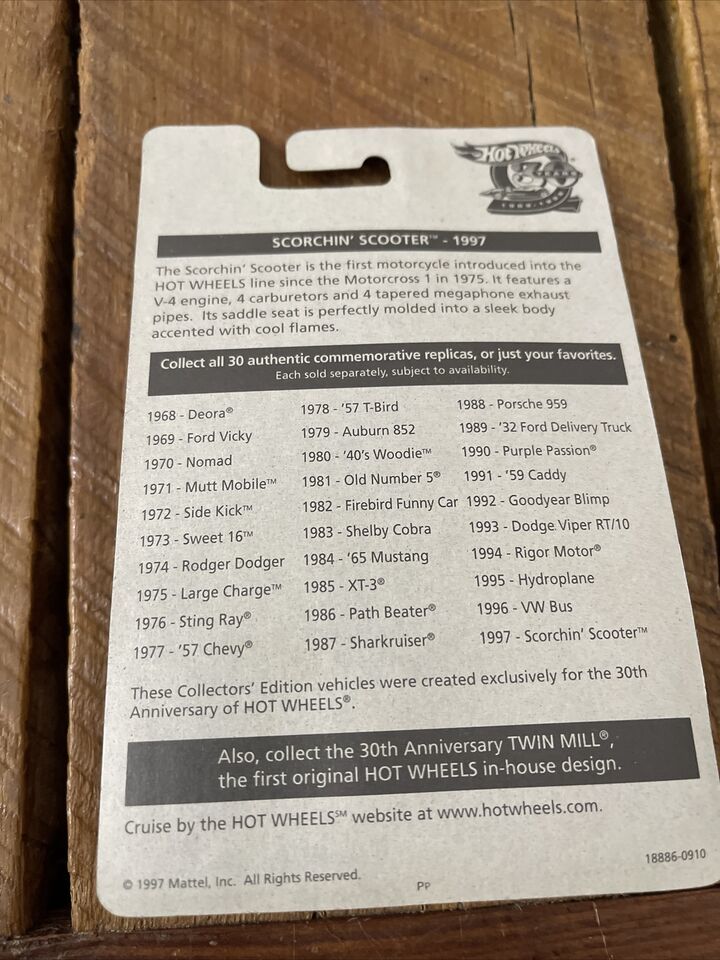 HOT WHEELS
30 YEARS
SCORCHIN' SCOOTER™ - 1997
The Scorchin' Scooter is the first motorcycle introduced into the
HOT WHEELS line since the Motorcross 1 in 1975. It features a
V-4 engine, 4 carburetors and 4 tapered megaphone exhaust
pipes. Its saddle seat is perfectly molded into a sleek body
accented with cool flames.
Collect all 30 authentic commemorative replicas, or just your favorites.
Each sold separately, subject to availability.
1968 - Deora®
1969 - Ford Vicky
1970 - Nomad
1971 - Mutt Mobile™
1972 - Side Kick™
1973 - Sweet 16™
1974 - Rodger Dodger
1975 - Large Charge™
1976 - Sting Ray®
1977 - '57 Chevy®
1978 - '57 T-Bird
1979 - Auburn 852
1980 - '40's Woodie™
1981 - Old Number 5®
1982 - Firebird Funny Car
1983 - Shelby Cobra
1984 - '65 Mustang
1985 - XT-3®
1986 - Path Beater®
1987 - Sharkruiser®
1988 - Porsche 959
1989 - '32 Ford Delivery Truck
1990 - Purple Passion®
1991 - '59 Caddy
1992 - Goodyear Blimp
1993 - Dodge Viper RT/10
1994 - Rigor Motor®
1995 - Hydroplane
1996 - VW Bus
1997 - Scorchin' Scooter™
These Collectors' Edition vehicles were created exclusively for the 30th
Anniversary of HOT WHEELS®.
Also, collect the 30th Anniversary TWIN MILL®,
the first original HOT WHEELS in-house design.
Cruise by the HOT WHEELS℠ website at www.hotwheels.com.
18886-0910
© 1997 Mattel, Inc. All Rights Reserved.
PP